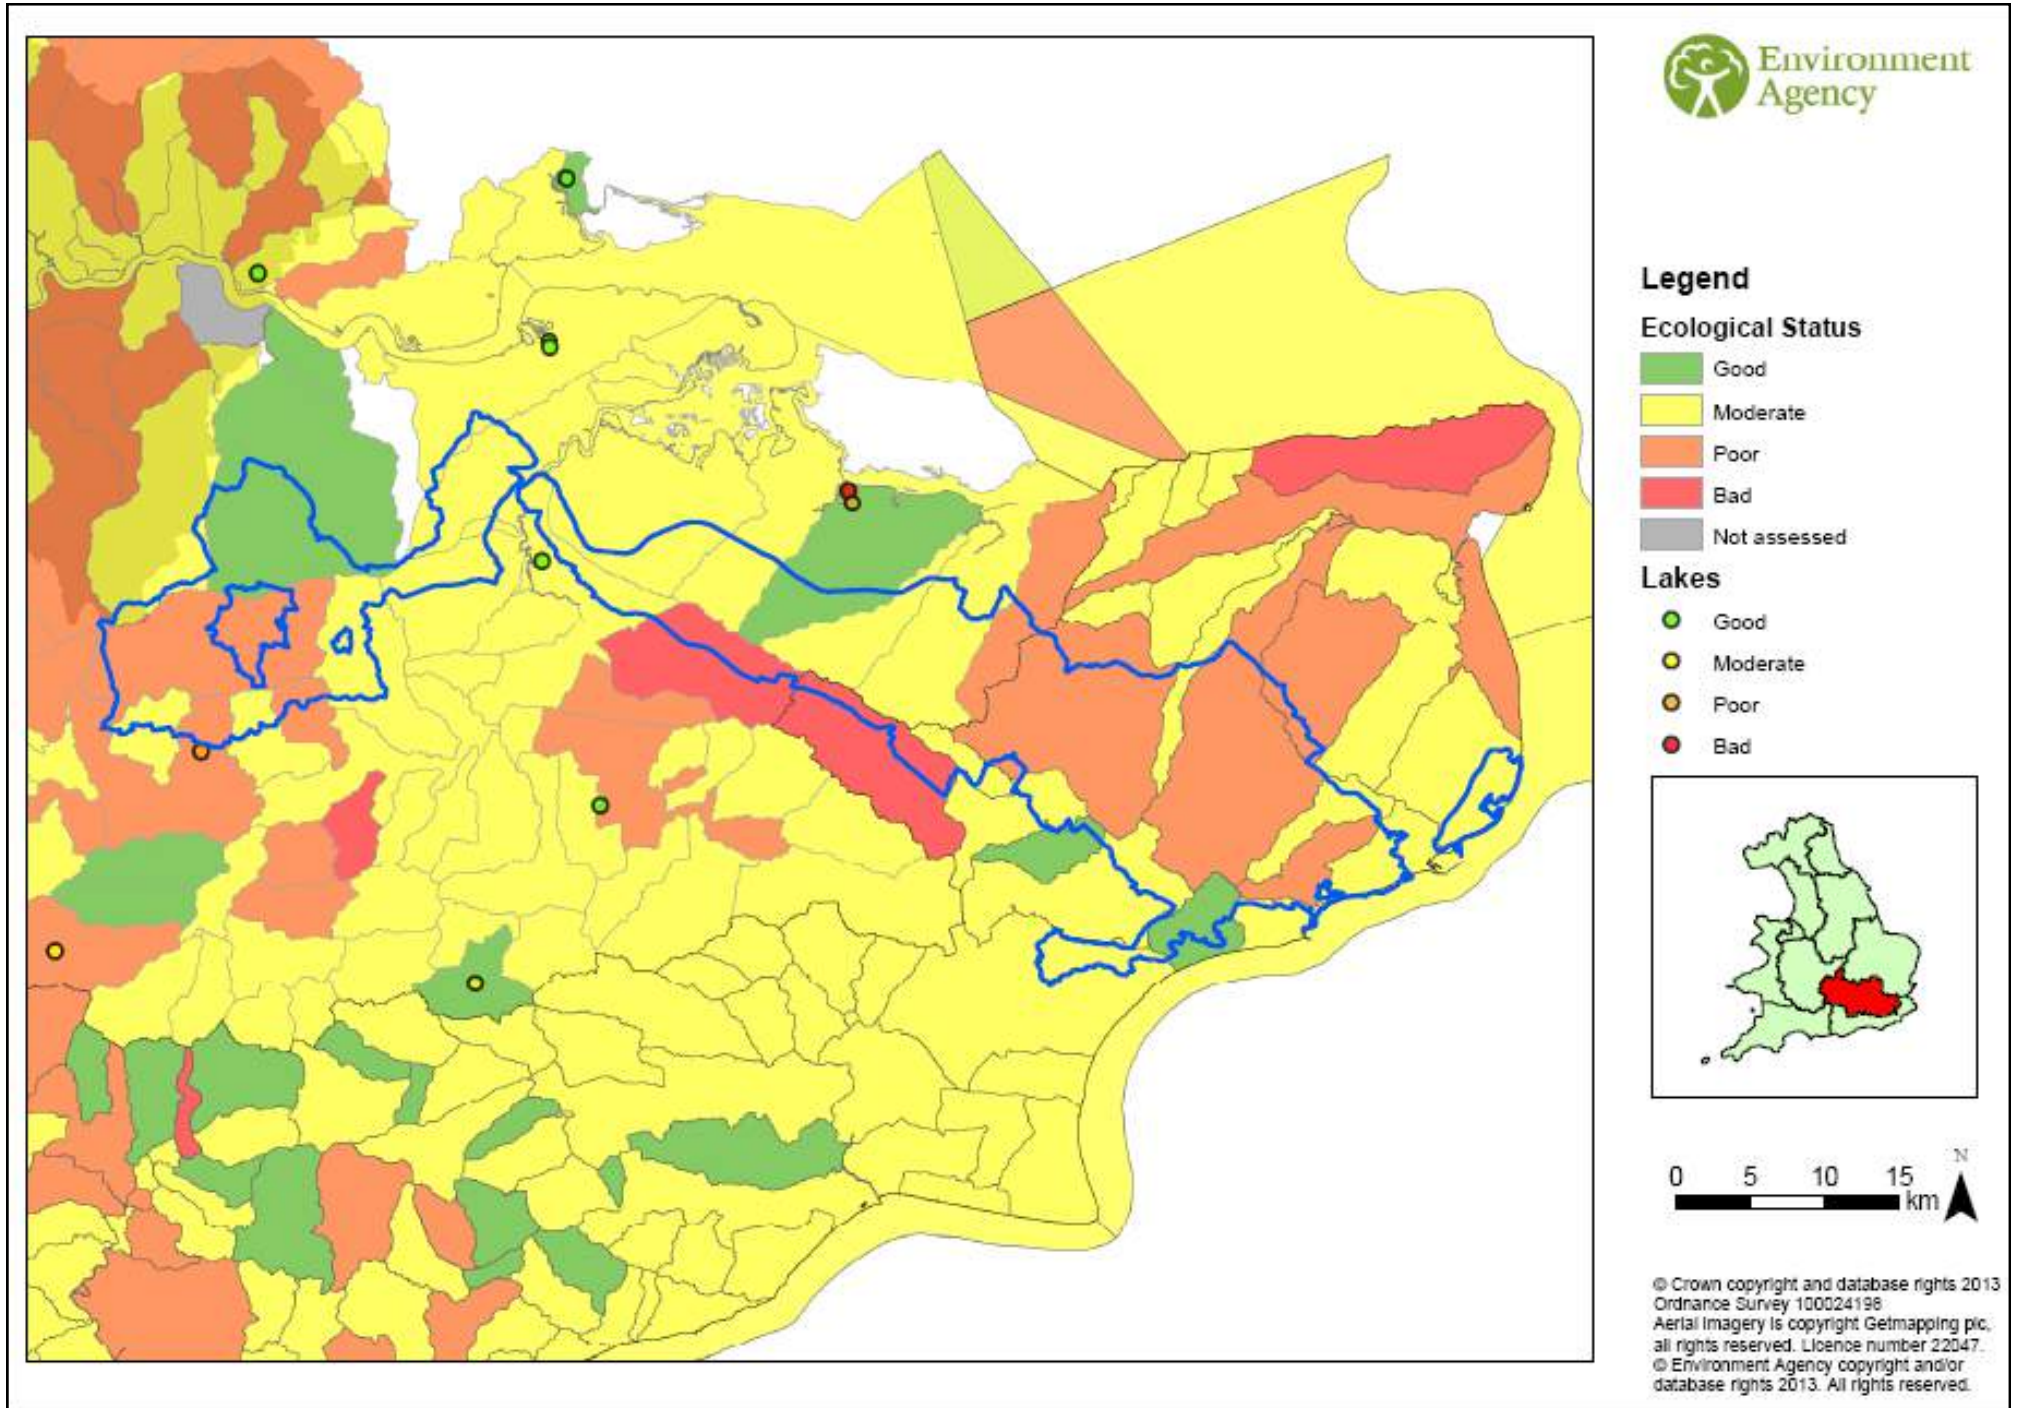 Environment
Agency
Legend
Ecological Status
Good
Moderate
Poor
Bad
Not assessed
Lakes
Good
Moderate
Poor
Bad
N
0 5 10 15
km
© Crown copyright and database rights 2013
Ordnance Survey 100024198
Aerial Imagery is copyright Getmapping plc,
all rights reserved. Licence number 22047.
© Environment Agency copyright and/or
database rights 2013. All rights reserved.